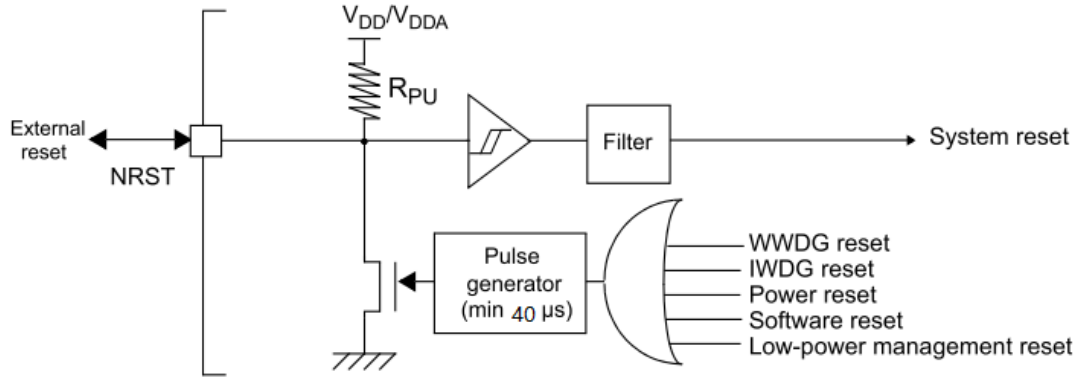 VDD/VDDA
RPU
External
reset
NRST
Filter
System reset
Pulse
generator
(min 40 μs)
WWDG reset
IWDG reset
Power reset
Software reset
Low-power management reset